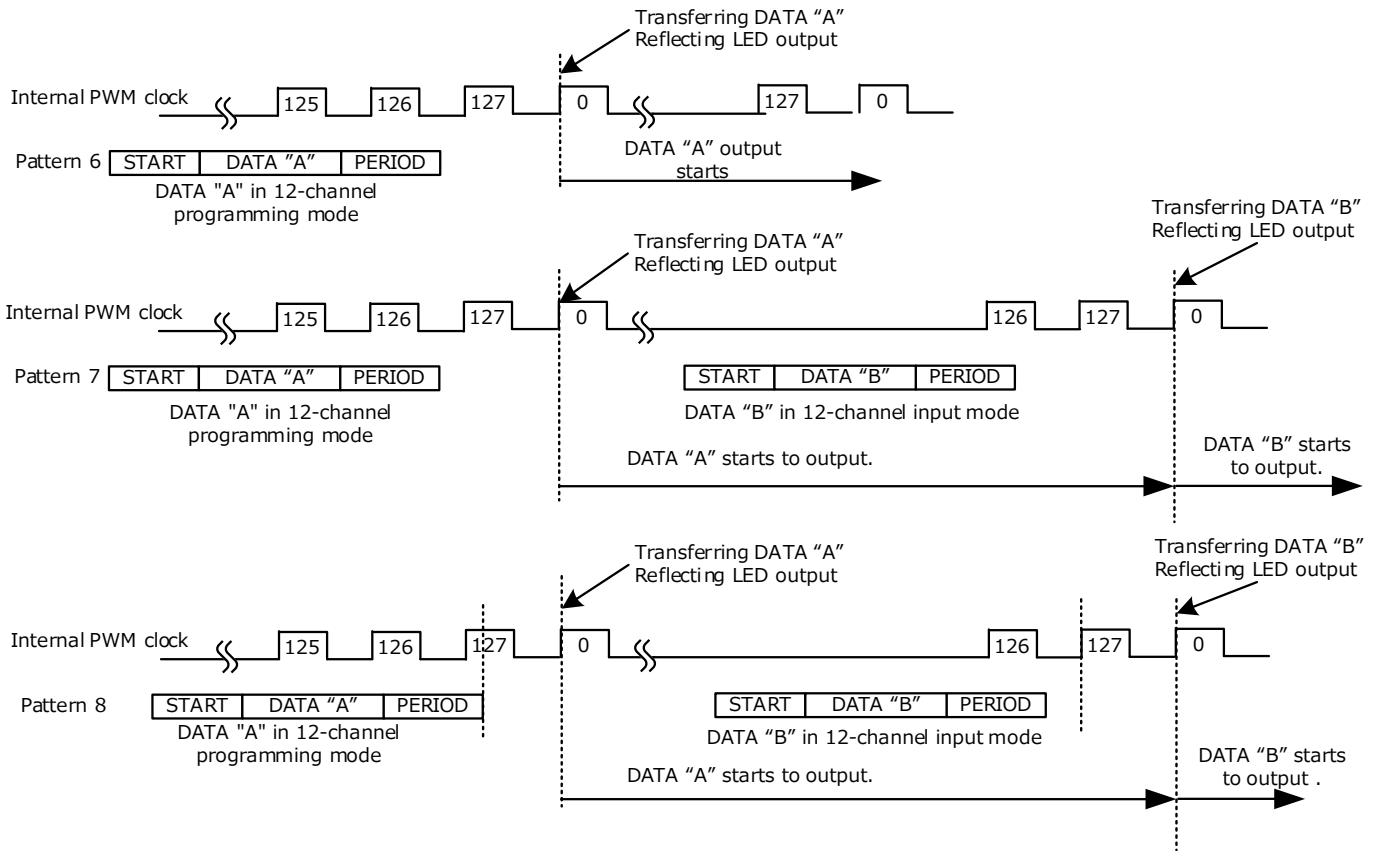 Transferring DATA “A”
Reflecting LED output
Internal PWM clock
125
126
127
0
127
0
Pattern 6
START
DATA ”A”
PERIOD
DATA “A” output
starts
DATA "A" in 12-channel
programming mode
Transferring DATA “B”
Reflecting LED output
Transferring DATA “A”
Reflecting LED output
Internal PWM clock
125
126
127
0
126
127
0
Pattern 7
START
DATA “A”
PERIOD
START
DATA “B”
PERIOD
DATA "A" in 12-channel
programming mode
DATA “B” in 12-channel input mode
DATA “A” starts to output.
DATA “B” starts
to output.
Transferring DATA “A”
Reflecting LED output
Transferring DATA “B”
Reflecting LED output
Internal PWM clock
125
126
127
0
126
127
0
Pattern 8
START
DATA “A”
PERIOD
START
DATA “B”
PERIOD
DATA "A" in 12-channel
programming mode
DATA “B” in 12-channel input mode
DATA “A” starts to output.
DATA “B” starts
to output .